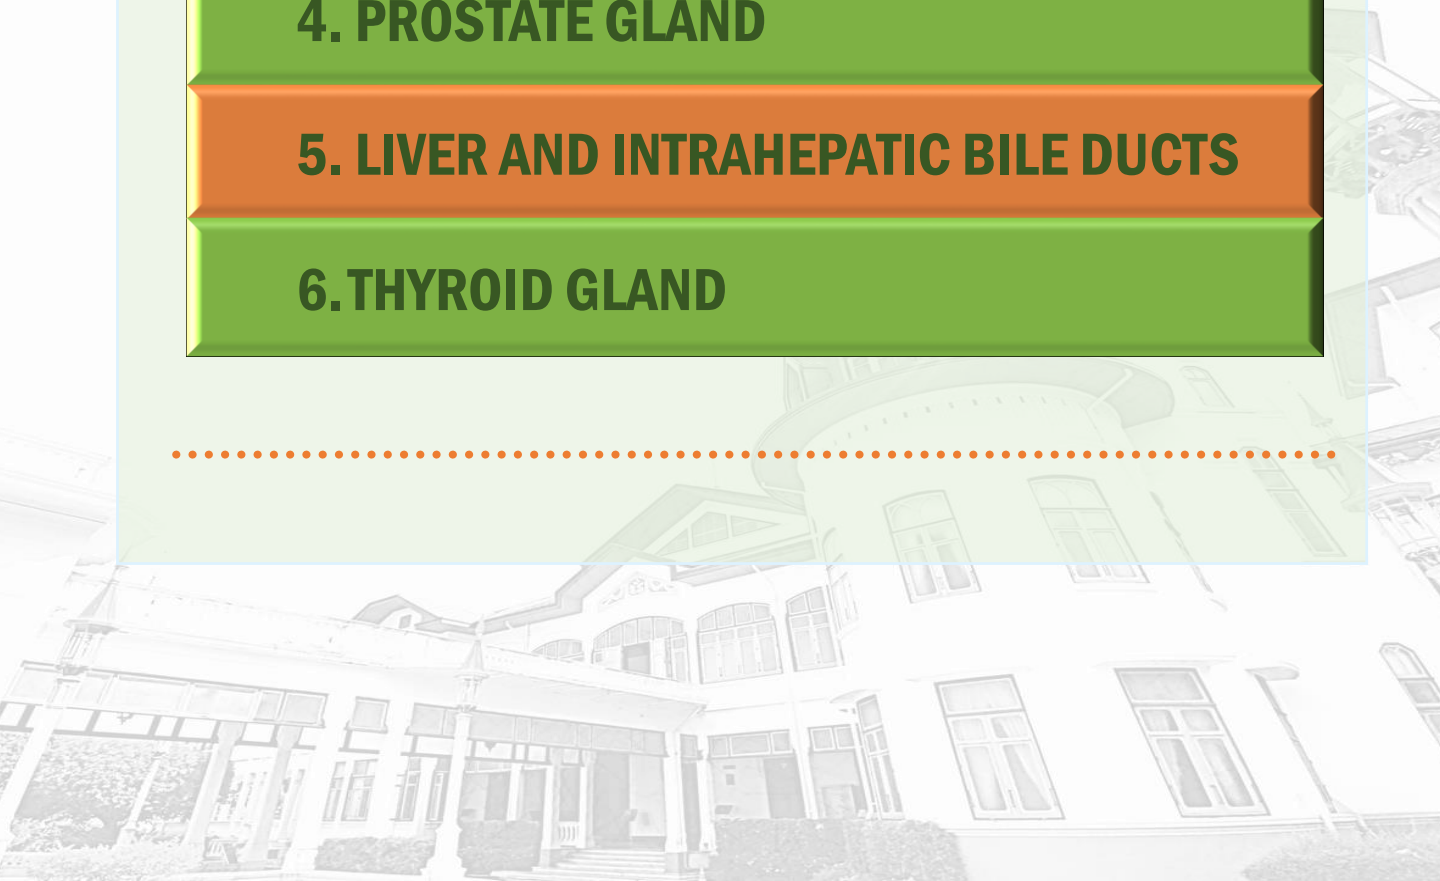 4. PROSTATE GLAND
5. LIVER AND INTRAHEPATIC BILE DUCTS
6. THYROID GLAND